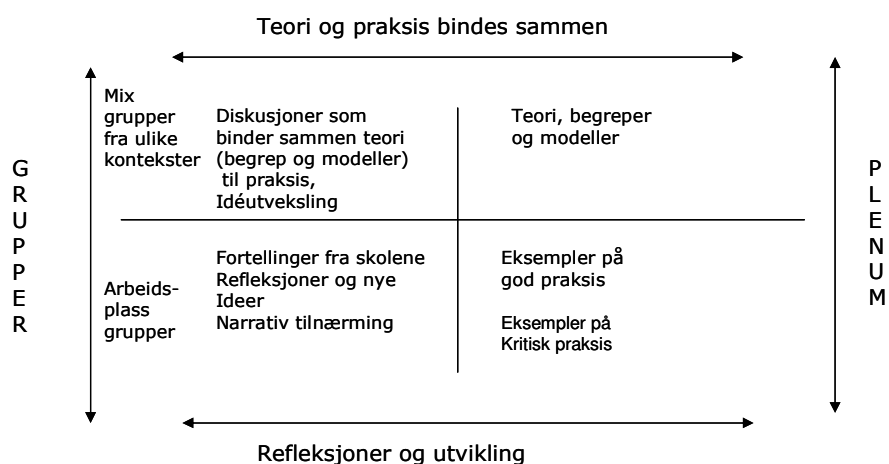 Teori og praksis bindes sammen
GRUPPER
Mix
grupper
fra ulike
kontekster
Diskusjoner som
binder sammen teori
(begrep og modeller)
til praksis,
Idéutveksling
Teori, begreper
og modeller
PLENUM
Arbeids-
plass
grupper
Fortellinger fra skolene
Refleksjoner og nye
Ideer
Narrativ tilnærming
Eksempler på
god praksis
Eksempler på
Kritisk praksis
Refleksjoner og utvikling